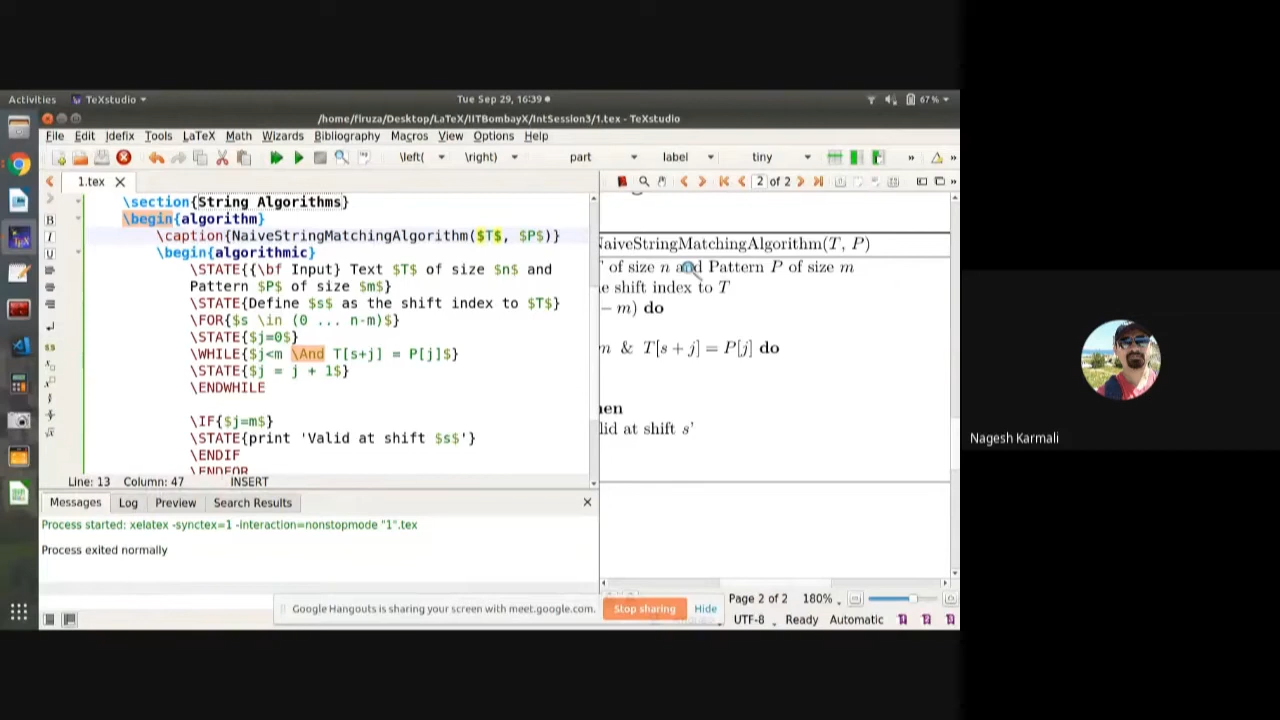 Activities TeXstudio Tue Sep 29, 16:39 67%
/home/firuza/Desktop/LaTeX/IITBombayX/IntSession3/1.tex - TeXstudio
File Edit Idefix Tools LaTeX Math Wizards Bibliography Macros View Options Help
\left( \right) part label tiny »
1.tex 2 of 2 »
\section{String Algorithms}
\begin{algorithm}
\caption{NaiveStringMatchingAlgorithm($T$, $P$)}
\begin{algorithmic}
\STATE{{\bf Input} Text $T$ of size $n$ and
Pattern $P$ of size $m$}
\STATE{Define $s$ as the shift index to $T$}
\FOR{$s \in (0 ... n-m)$}
\STATE{$j=0$}
\WHILE{$j<m \And T[s+j] = P[j]$}
\STATE{$j = j + 1$}
\ENDWHILE
\IF{$j=m$}
\STATE{print 'Valid at shift $s$'}
\ENDIF
\ENDFOR
NaiveStringMatchingAlgorithm(T, P)
of size n and Pattern P of size m
e shift index to T
− m) do
m & T[s + j] = P[j] do
hen
lid at shift s'
Line: 13 Column: 47 INSERT
Messages Log Preview Search Results
Process started: xelatex -synctex=1 -interaction=nonstopmode "1".tex
Process exited normally
Page 2 of 2 180%
Google Hangouts is sharing your screen with meet.google.com. Stop sharing Hide
UTF-8 Ready Automatic
Nagesh Karmali